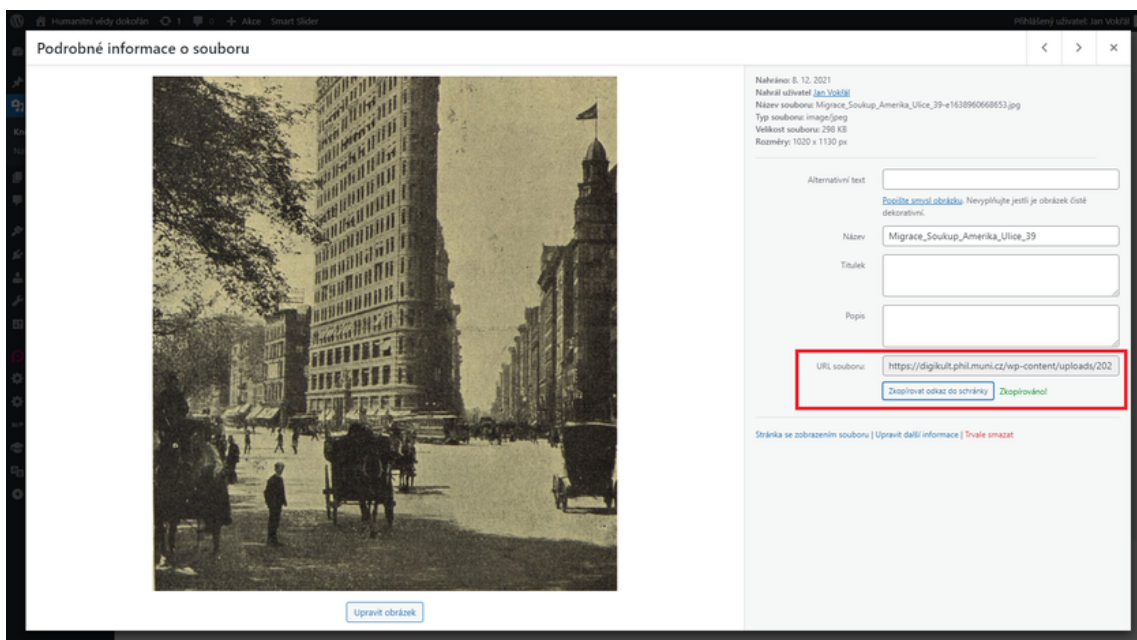 Humanitní vědy dokořán 1 0 + Akce Smart Slider Přihlášený uživatel: Jan Vokřál
Podrobné informace o souboru
Nahráno: 8. 12. 2021
Nahrál uživatel Jan Vokřál
Název souboru: Migrace_Soukup_Amerika_Ulice_39-e1638960668653.jpg
Typ souboru: image/jpeg
Velikost souboru: 298 KB
Rozměry: 1020 x 1130 px
Alternativní text
Popište smysl obrázku. Nevyplňujte jestli je obrázek čistě
dekorativní.
Název Migrace_Soukup_Amerika_Ulice_39
Titulek
Popis
URL souboru: https://digikult.phil.muni.cz/wp-content/uploads/202
Zkopírovat odkaz do schránky Zkopírováno!
Stránka se zobrazením souboru | Upravit další informace | Trvale smazat
Upravit obrázek